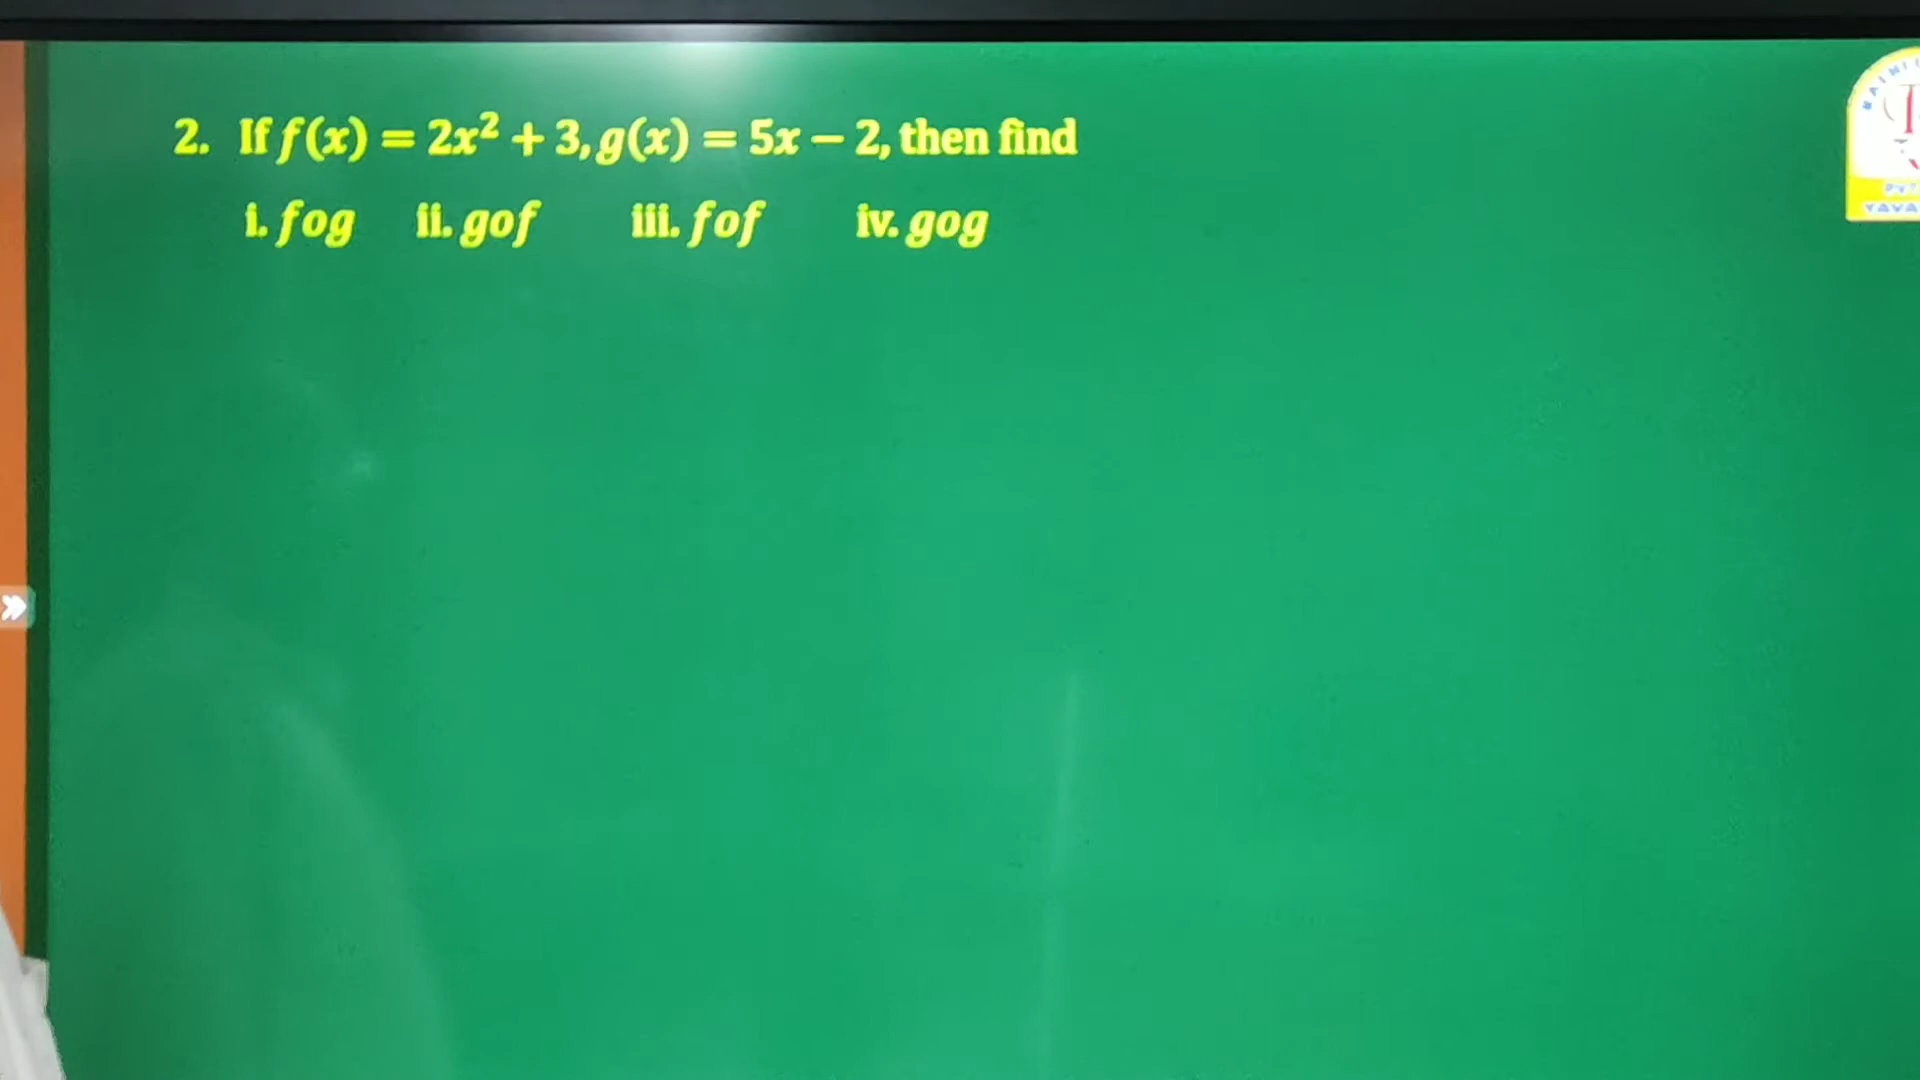 2. If f(x) = 2x² + 3, g(x) = 5x − 2, then find
i. fog ii. gof iii. fof iv. gog